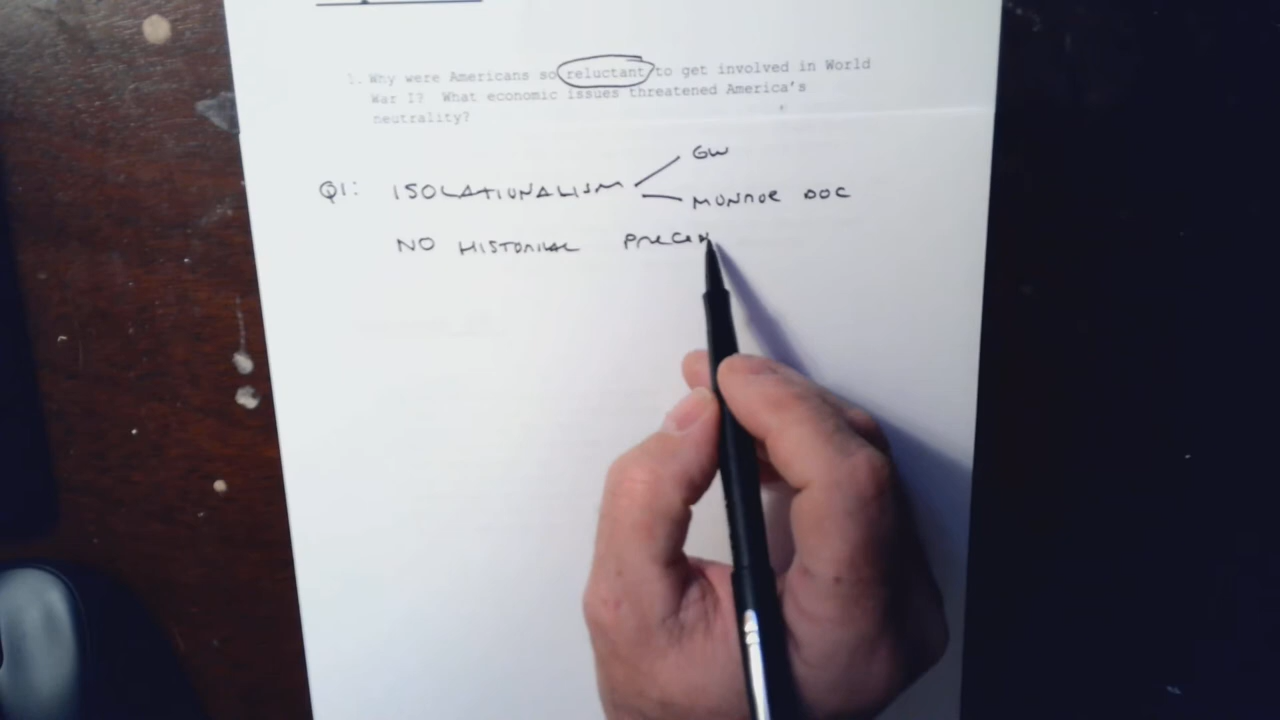 1. Why were Americans so reluctant to get involved in World
War I? What economic issues threatened America's
neutrality?
GW
Q1: ISOLATIONALISM
MONROE DOC
NO HISTORICAL PRECE